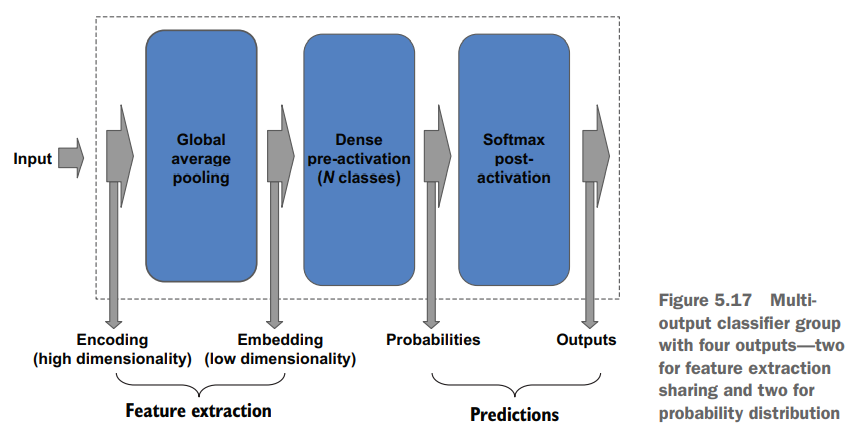 Input
Global
average
pooling
Dense
pre-activation
(N classes)
Softmax
post-
activation
Encoding
(high dimensionality)
Embedding
(low dimensionality)
Probabilities
Outputs
Feature extraction
Predictions
Figure 5.17 Multi-
output classifier group
with four outputs—two
for feature extraction
sharing and two for
probability distribution